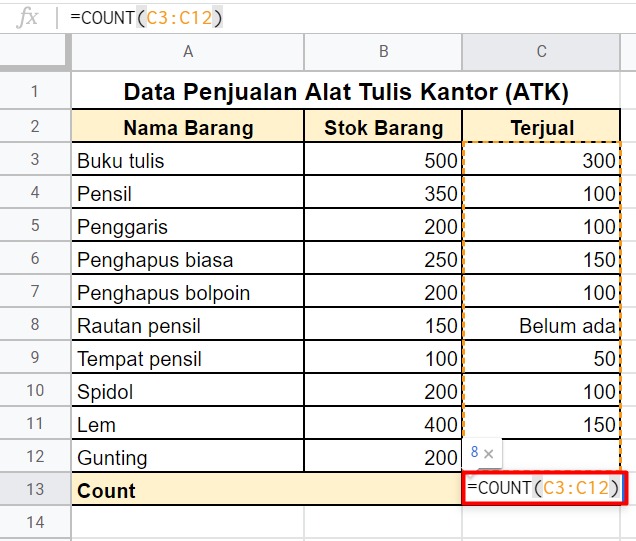 fx =COUNT(C3:C12)
A B C
1 Data Penjualan Alat Tulis Kantor (ATK)
2 Nama Barang Stok Barang Terjual
3 Buku tulis 500 300
4 Pensil 350 100
5 Penggaris 200 100
6 Penghapus biasa 250 150
7 Penghapus bolpoin 200 100
8 Rautan pensil 150 Belum ada
9 Tempat pensil 100 50
10 Spidol 200 100
11 Lem 400 150
12 Gunting 200 8 ×
13 Count =COUNT(C3:C12)
14